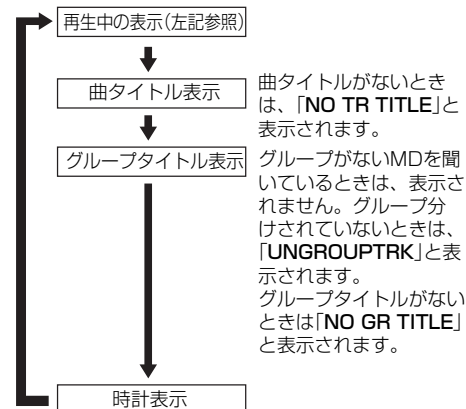 再生中の表示(左記参照)
曲タイトル表示
曲タイトルがないとき
は、「NO TR TITLE」と
表示されます。
グループタイトル表示
グループがないMDを聞
いているときは、表示さ
れません。グループ分
けされていないときは、
「UNGROUPTRK」と表
示されます。
グループタイトルがない
ときは「NO GR TITLE」
と表示されます。
時計表示